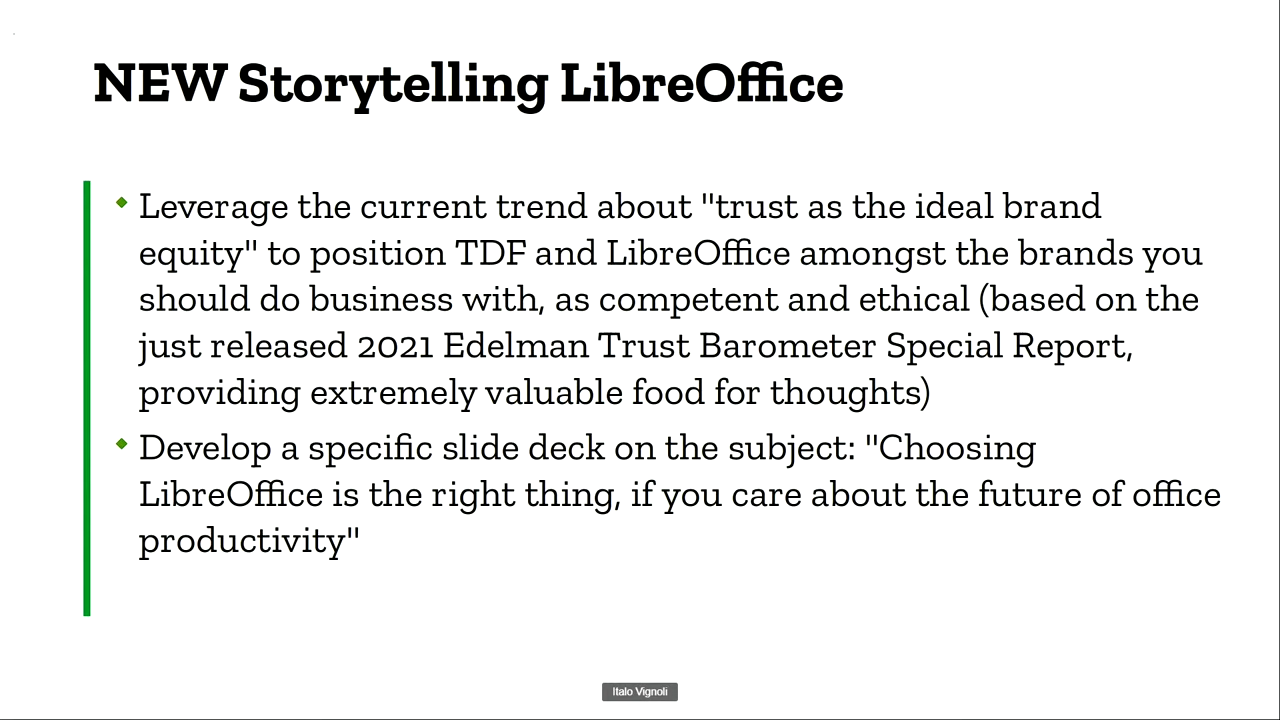 NEW Storytelling LibreOffice
Leverage the current trend about "trust as the ideal brand
equity" to position TDF and LibreOffice amongst the brands you
should do business with, as competent and ethical (based on the
just released 2021 Edelman Trust Barometer Special Report,
providing extremely valuable food for thoughts)
Develop a specific slide deck on the subject: "Choosing
LibreOffice is the right thing, if you care about the future of office
productivity"
Italo Vignoli